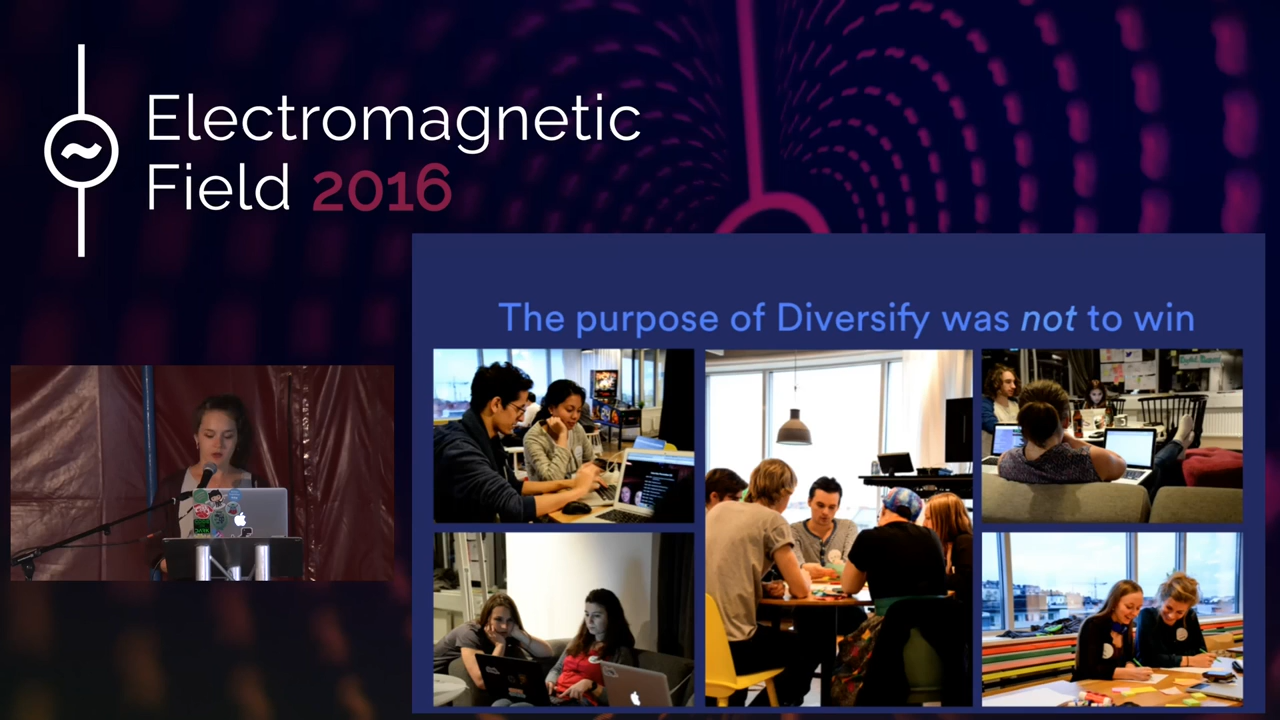 Electromagnetic
Field 2016
The purpose of Diversify was not to win